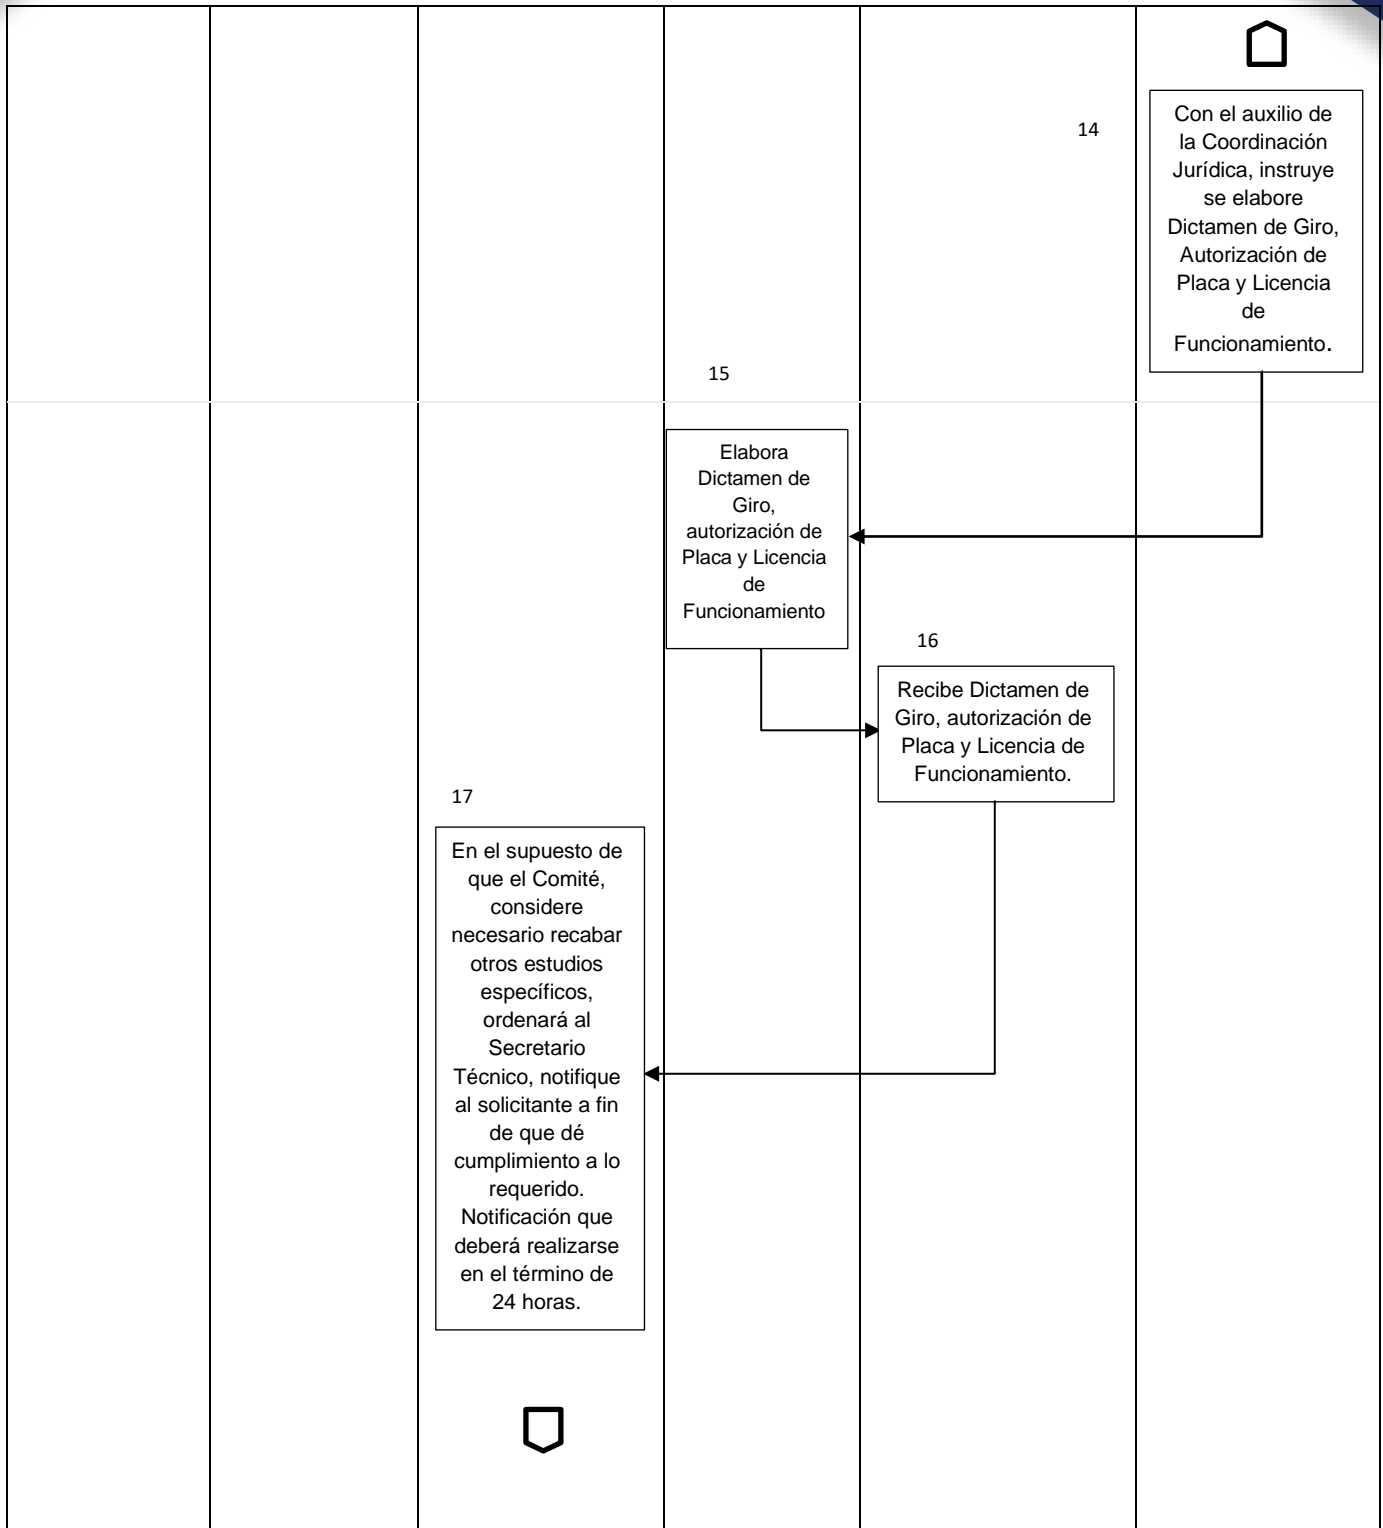 14
Con el auxilio de
la Coordinación
Jurídica, instruye
se elabore
Dictamen de Giro,
Autorización de
Placa y Licencia
de
Funcionamiento.
15
Elabora
Dictamen de
Giro,
autorización de
Placa y Licencia
de
Funcionamiento
16
Recibe Dictamen de
Giro, autorización de
Placa y Licencia de
Funcionamiento.
17
En el supuesto de
que el Comité,
considere
necesario recabar
otros estudios
específicos,
ordenará al
Secretario
Técnico, notifique
al solicitante a fin
de que dé
cumplimiento a lo
requerido.
Notificación que
deberá realizarse
en el término de
24 horas.